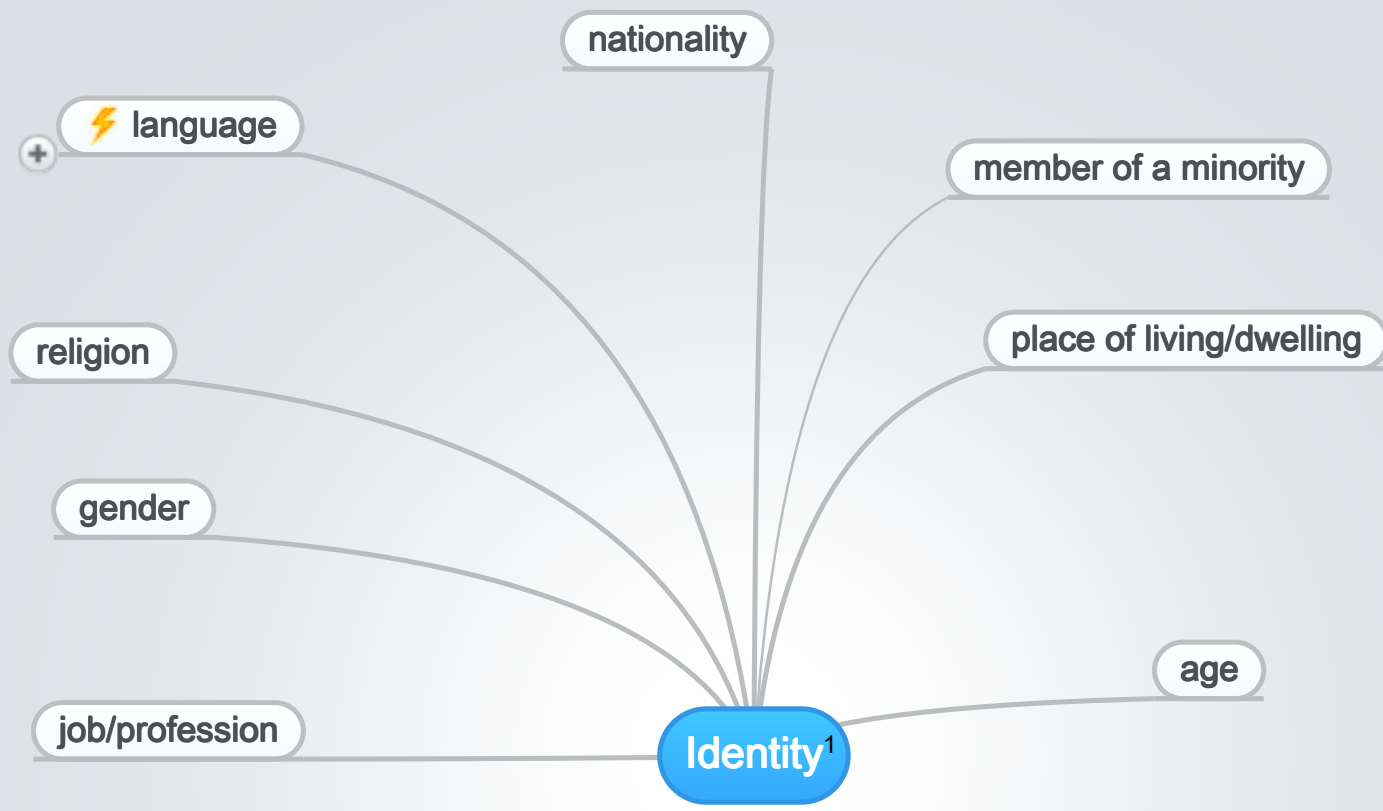 nationality
language
member of a minority
place of living/dwelling
religion
gender
age
job/profession
Identity1